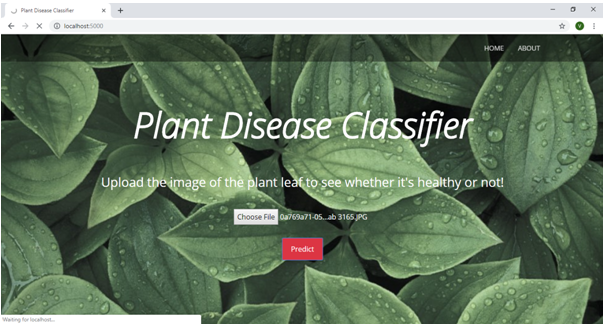 Plant Disease Classifier
localhost:5000
V
HOME ABOUT
Plant Disease Classifier
Upload the image of the plant leaf to see whether it's healthy or not!
Choose File 0a769a71-05...ab 3165.JPG
Predict
Waiting for localhost...